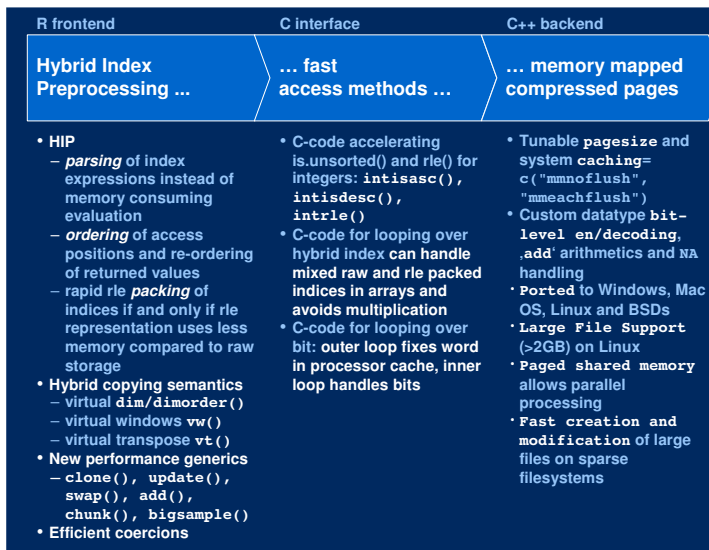 R frontend
Hybrid Index
Preprocessing ...
• HIP
– parsing of index
expressions instead of
memory consuming
evaluation
– ordering of access
positions and re-ordering
of returned values
– rapid rle packing of
indices if and only if rle
representation uses less
memory compared to raw
storage
• Hybrid copying semantics
– virtual dim/dimorder()
– virtual windows vw()
– virtual transpose vt()
• New performance generics
– clone(), update(),
swap(), add(),
chunk(), bigsample()
• Efficient coercions
C interface
… fast
access methods …
• C-code accelerating
is.unsorted() and rle() for
integers: intisasc(),
intisdesc(),
intrle()
• C-code for looping over
hybrid index can handle
mixed raw and rle packed
indices in arrays and
avoids multiplication
• C-code for looping over
bit: outer loop fixes word
in processor cache, inner
loop handles bits
C++ backend
… memory mapped
compressed pages
• Tunable pagesize and
system caching=
c("mmnoflush",
"mmeachflush")
• Custom datatype bit-
level en/decoding,
‚add‘ arithmetics and NA
handling
• Ported to Windows, Mac
OS, Linux and BSDs
• Large File Support
(>2GB) on Linux
• Paged shared memory
allows parallel
processing
• Fast creation and
modification of large
files on sparse
filesystems